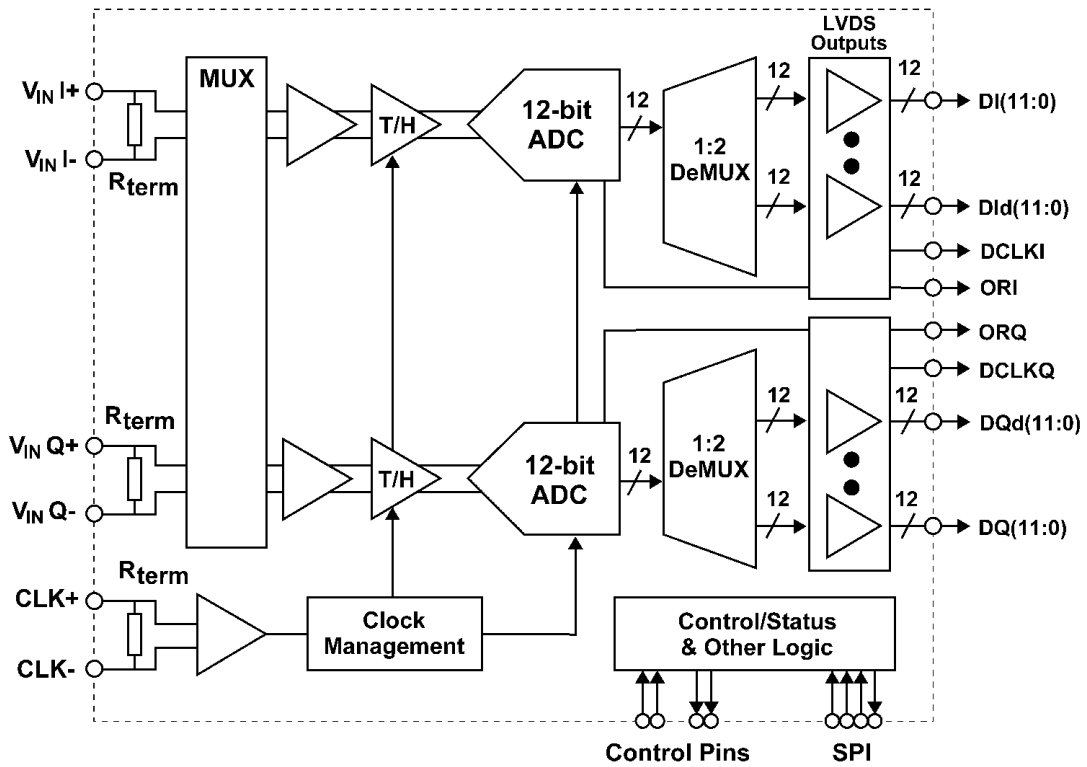 LVDS
Outputs
MUX
VIN I+
VIN I-
Rterm
T/H
12-bit
ADC
12
1:2
DeMUX
12
12
12
12
DI(11:0)
DId(11:0)
DCLKI
ORI
ORQ
DCLKQ
Rterm
VIN Q+
VIN Q-
T/H
12-bit
ADC
12
1:2
DeMUX
12
12
12
12
DQd(11:0)
DQ(11:0)
Rterm
CLK+
CLK-
Clock
Management
Control/Status
& Other Logic
Control Pins
SPI